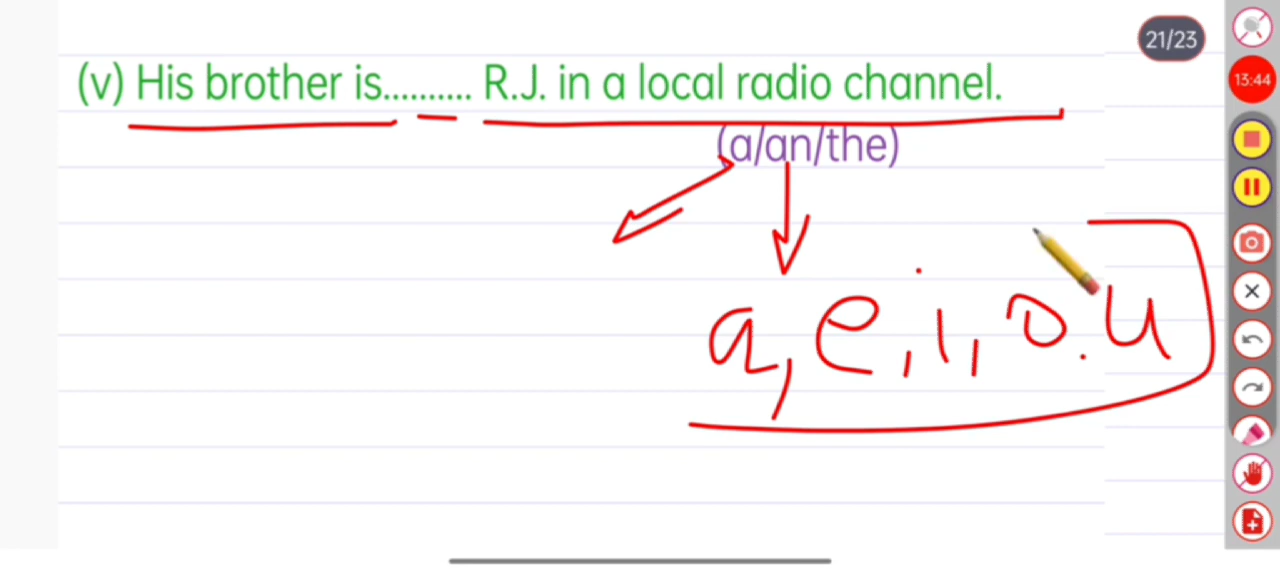 21/23
(v) His brother is.......... R.J. in a local radio channel.
13:44
(a/an/the)
a, e, i, o. u